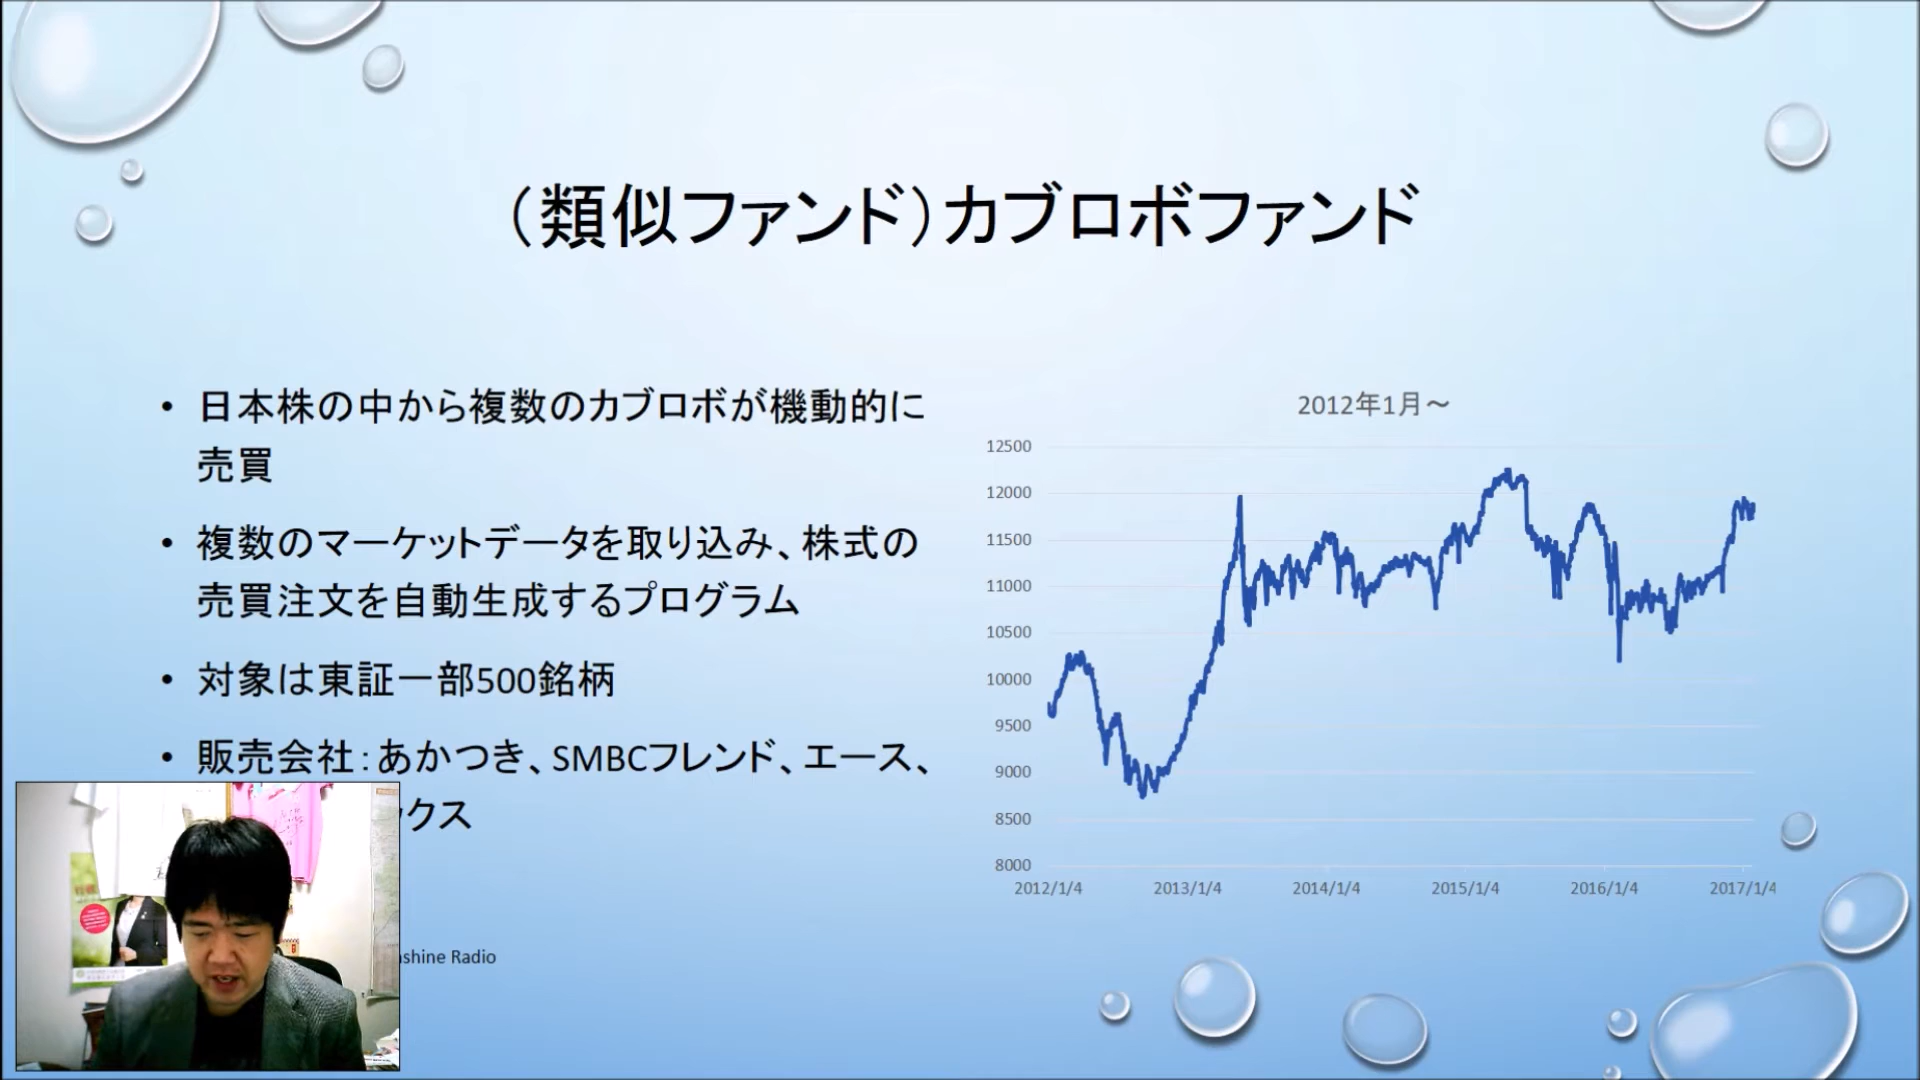 （類似ファンド）カブロボファンド
• 日本株の中から複数のカブロボが機動的に
売買
• 複数のマーケットデータを取り込み、株式の
売買注文を自動生成するプログラム
• 対象は東証一部500銘柄
• 販売会社：あかつき、SMBCフレンド、エース、
ックス
shine Radio
2012年1月～
12500
12000
11500
11000
10500
10000
9500
9000
8500
8000
2012/1/4 2013/1/4 2014/1/4 2015/1/4 2016/1/4 2017/1/4